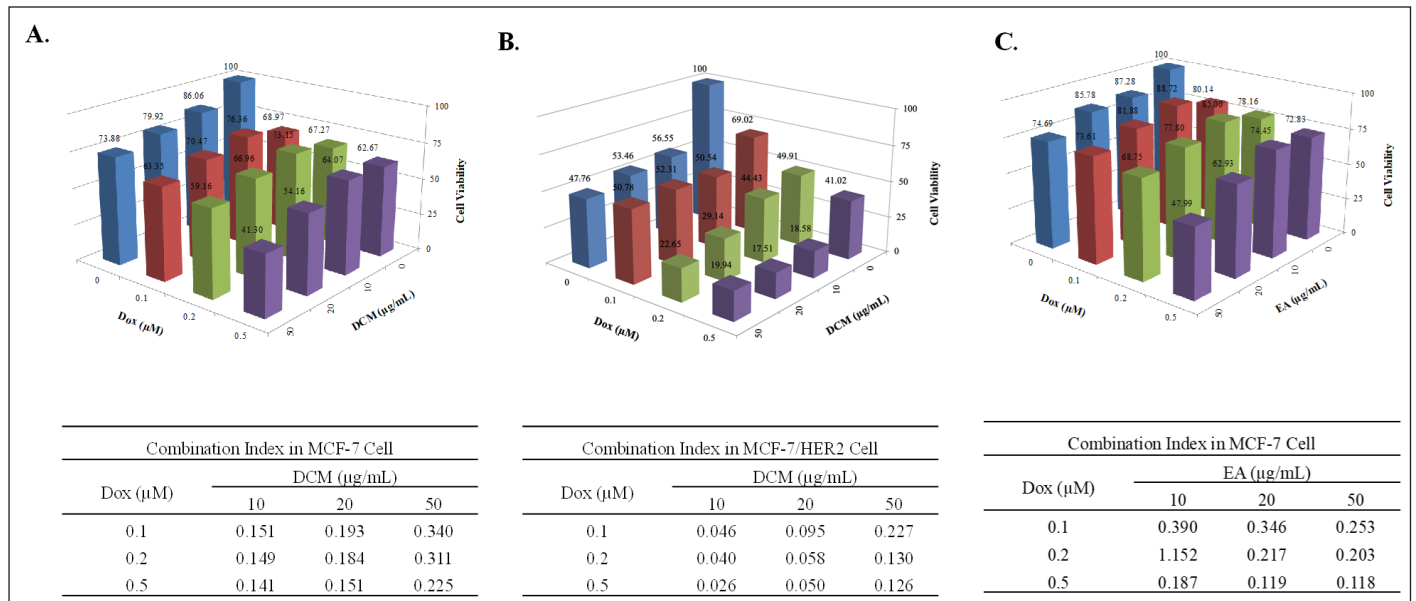 A.
100
86.06
79.92
73.88
76.36
68.97
70.47
73.15
67.27
63.35
66.96
64.07
62.67
59.16
54.16
41.30
100
75
50
25
0
Cell Viability
0
0.1
0.2
0.5
Dox (µM)
50
20
10
0
DCM (µg/mL)
B.
100
69.02
56.55
53.46
47.76
50.54
52.31
50.78
49.91
44.43
41.02
29.14
22.65
18.58
17.51
19.94
100
75
50
25
0
Cell Viability
0
0.1
0.2
0.5
Dox (µM)
50
20
10
0
DCM (µg/mL)
C.
100
87.28
85.78
74.69
88.72
80.14
81.88
85.00
78.16
73.61
77.80
74.45
72.83
68.75
62.93
47.99
100
75
50
25
0
Cell Viability
0
0.1
0.2
0.5
Dox (µM)
50
20
10
0
EA (µg/mL)
Combination Index in MCF-7 Cell
Dox (µM) DCM (µg/mL)
10 20 50
0.1 0.151 0.193 0.340
0.2 0.149 0.184 0.311
0.5 0.141 0.151 0.225
Combination Index in MCF-7/HER2 Cell
Dox (µM) DCM (µg/mL)
10 20 50
0.1 0.046 0.095 0.227
0.2 0.040 0.058 0.130
0.5 0.026 0.050 0.126
Combination Index in MCF-7 Cell
Dox (µM) EA (µg/mL)
10 20 50
0.1 0.390 0.346 0.253
0.2 1.152 0.217 0.203
0.5 0.187 0.119 0.118